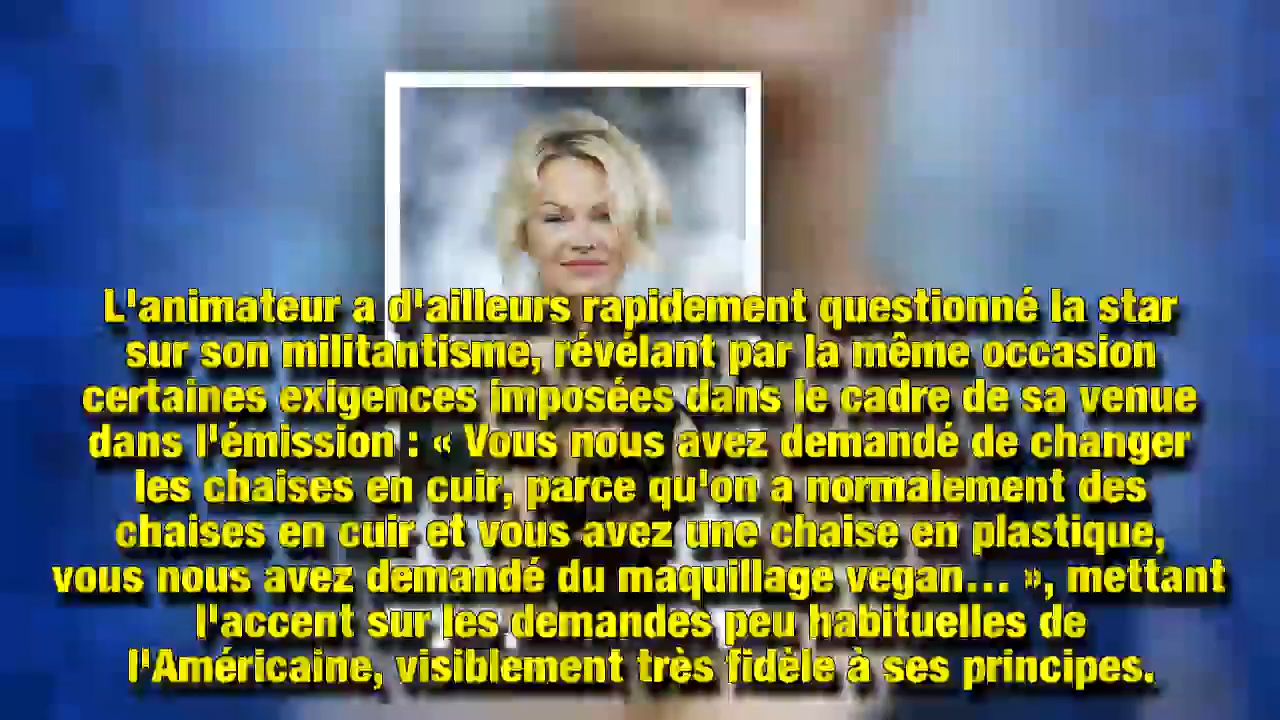 L'animateur a d'ailleurs rapidement questionné la star
sur son militantisme, révélant par la même occasion
certaines exigences imposées dans le cadre de sa venue
dans l'émission : « Vous nous avez demandé de changer
les chaises en cuir, parce qu'on a normalement des
chaises en cuir et vous avez une chaise en plastique,
vous nous avez demandé du maquillage vegan... », mettant
l'accent sur les demandes peu habituelles de
l'Américaine, visiblement très fidèle à ses principes.